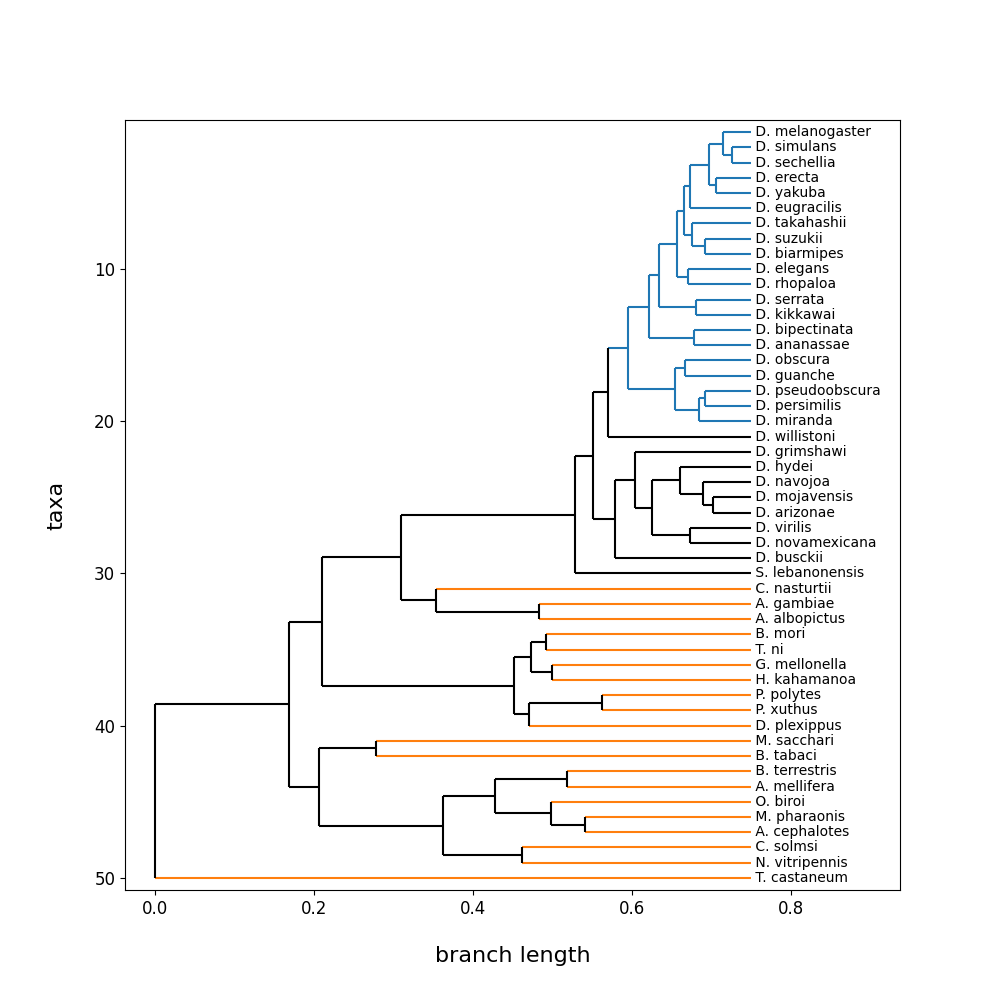 D. melanogaster
D. simulans
D. sechellia
D. erecta
D. yakuba
D. eugracilis
D. takahashii
D. suzukii
D. biarmipes
10
D. elegans
D. rhopaloa
D. serrata
D. kikkawai
D. bipectinata
D. ananassae
D. obscura
D. guanche
D. pseudoobscura
D. persimilis
20
D. miranda
D. willistoni
D. grimshawi
D. hydei
D. navojoa
D. mojavensis
D. arizonae
D. virilis
D. novamexicana
D. busckii
30
S. lebanonensis
C. nasturtii
A. gambiae
A. albopictus
B. mori
T. ni
G. mellonella
H. kahamanoa
P. polytes
P. xuthus
40
D. plexippus
M. sacchari
B. tabaci
B. terrestris
A. mellifera
O. biroi
M. pharaonis
A. cephalotes
C. solmsi
N. vitripennis
50
T. castaneum
taxa
0.0 0.2 0.4 0.6 0.8
branch length